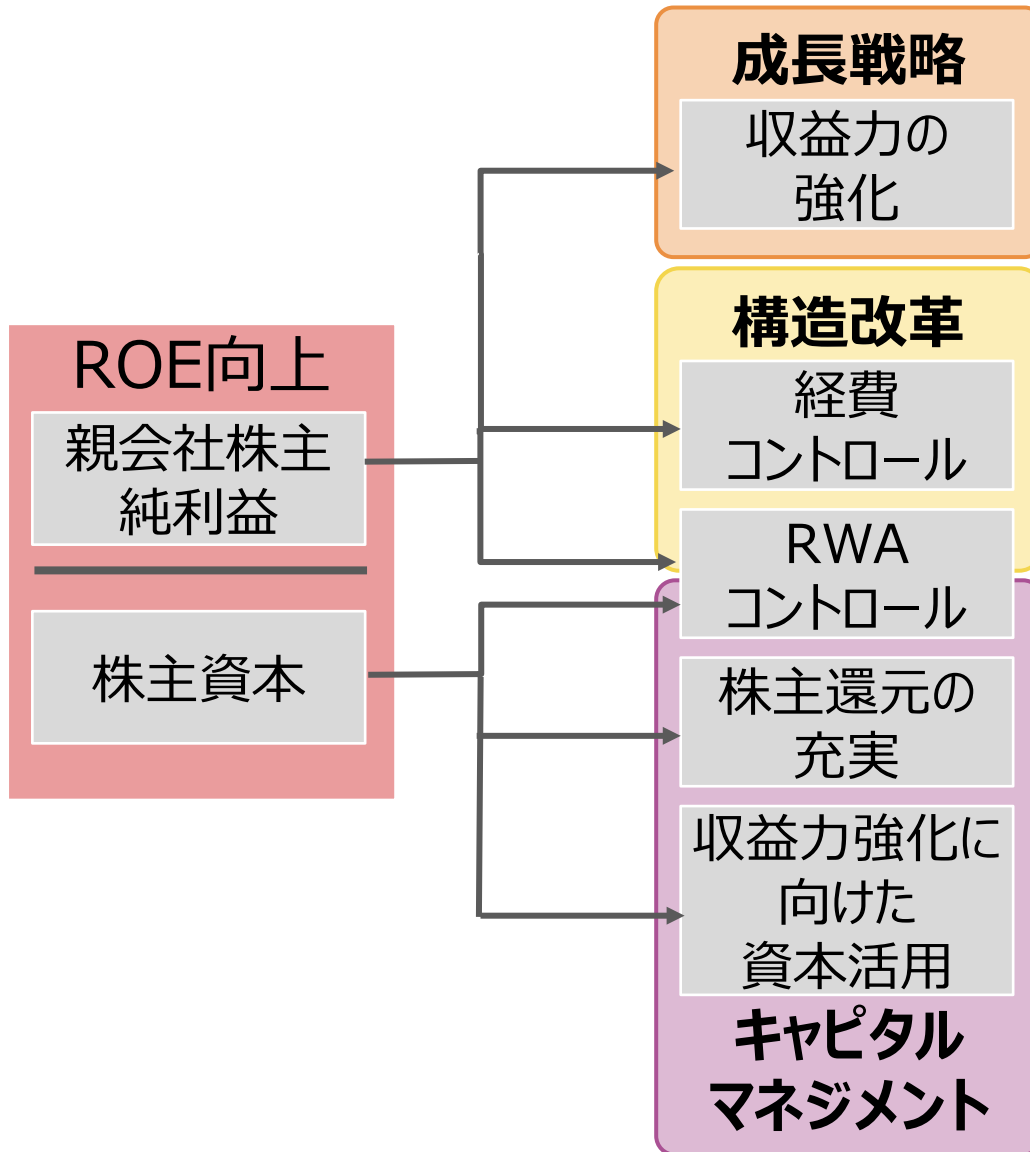 ROE向上
親会社株主
純利益
株主資本
成長戦略
収益力の
強化
構造改革
経費
コントロール
RWA
コントロール
株主還元の
充実
収益力強化に
向けた
資本活用
キャピタル
マネジメント